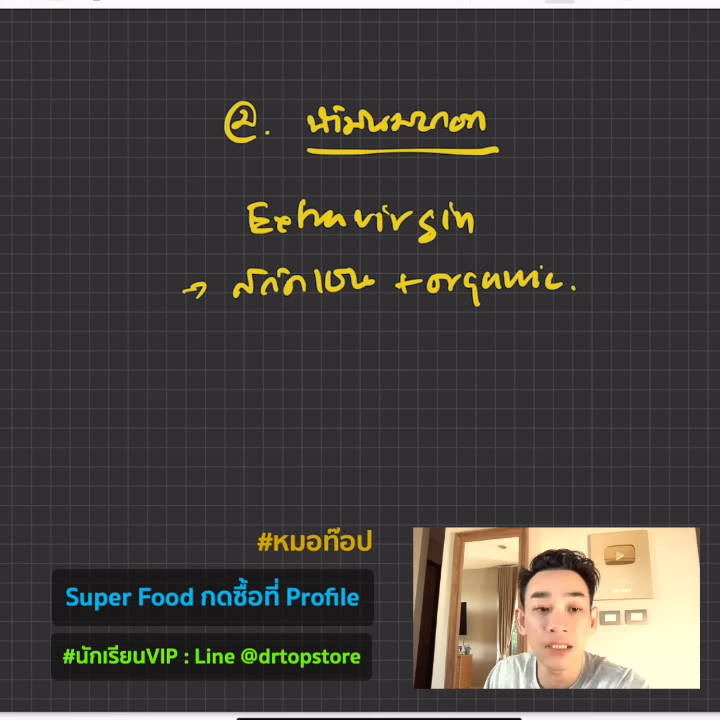 ๒. น้ำมันมะกอก
Extra virgin
→ สกัดเย็น + organic.
#หมอท๊อป
Super Food กดซื้อที่ Profile
#นักเรียนVIP : Line @drtopstore